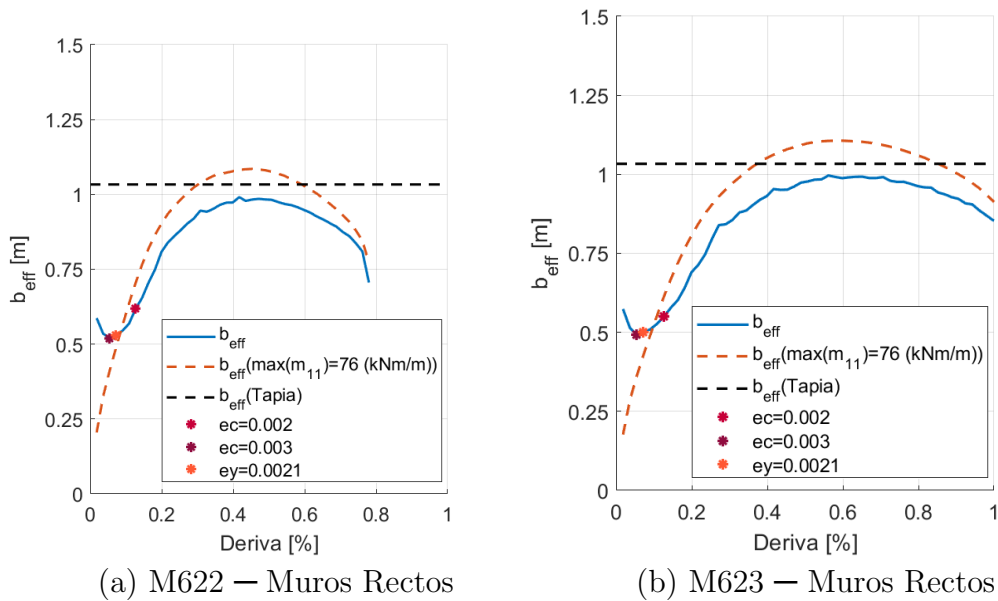 1.5
1.25
1
0.75
0.5
0.25
0
b_eff [m]
0 0.2 0.4 0.6 0.8 1
Deriva [%]
b_eff
b_eff(max(m_11)=76 (kNm/m))
b_eff(Tapia)
ec=0.002
ec=0.003
ey=0.0021
(a) M622 — Muros Rectos
1.5
1.25
1
0.75
0.5
0.25
0
b_eff [m]
0 0.2 0.4 0.6 0.8 1
Deriva [%]
b_eff
b_eff(max(m_11)=76 (kNm/m))
b_eff(Tapia)
ec=0.002
ec=0.003
ey=0.0021
(b) M623 — Muros Rectos